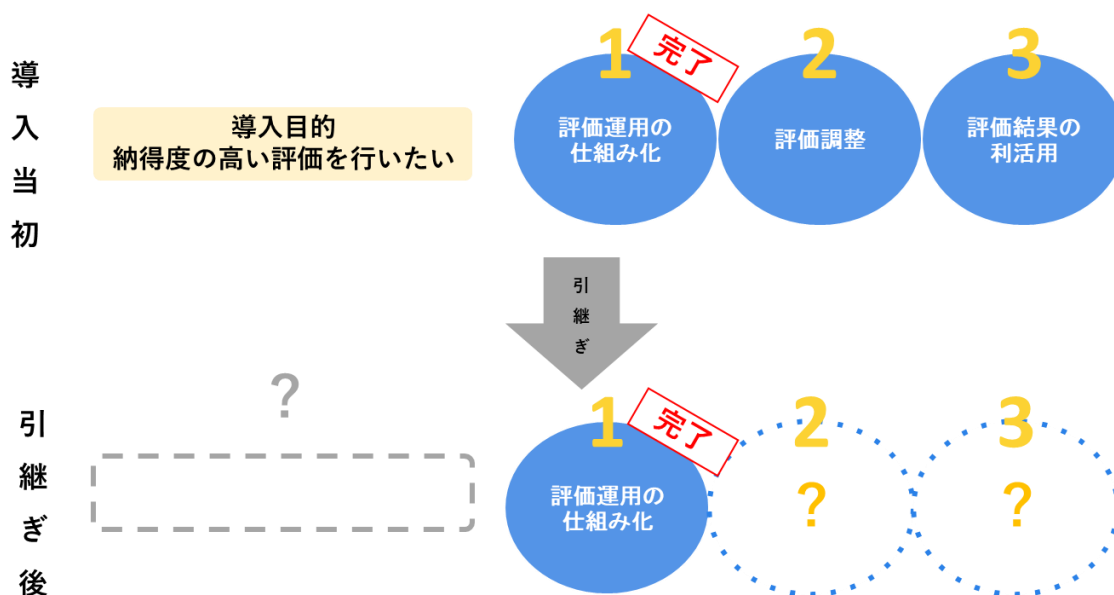 導入当初
導入目的
納得度の高い評価を行いたい
1
完了
評価運用の
仕組み化
2
評価調整
3
評価結果の
利活用
引継ぎ
引継ぎ後
?
1
完了
評価運用の
仕組み化
2
?
3
?